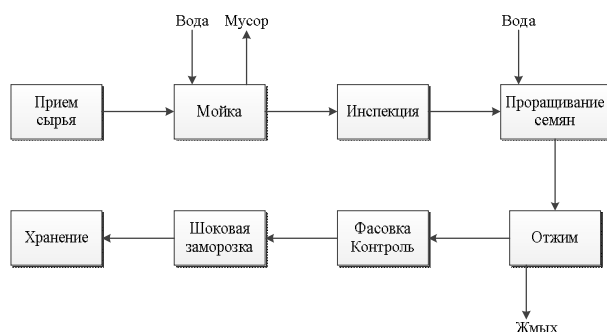 Вода
Мусор
Вода
Прием
сырья
Мойка
Инспекция
Проращивание
семян
Хранение
Шоковая
заморозка
Фасовка
Контроль
Отжим
Жмых